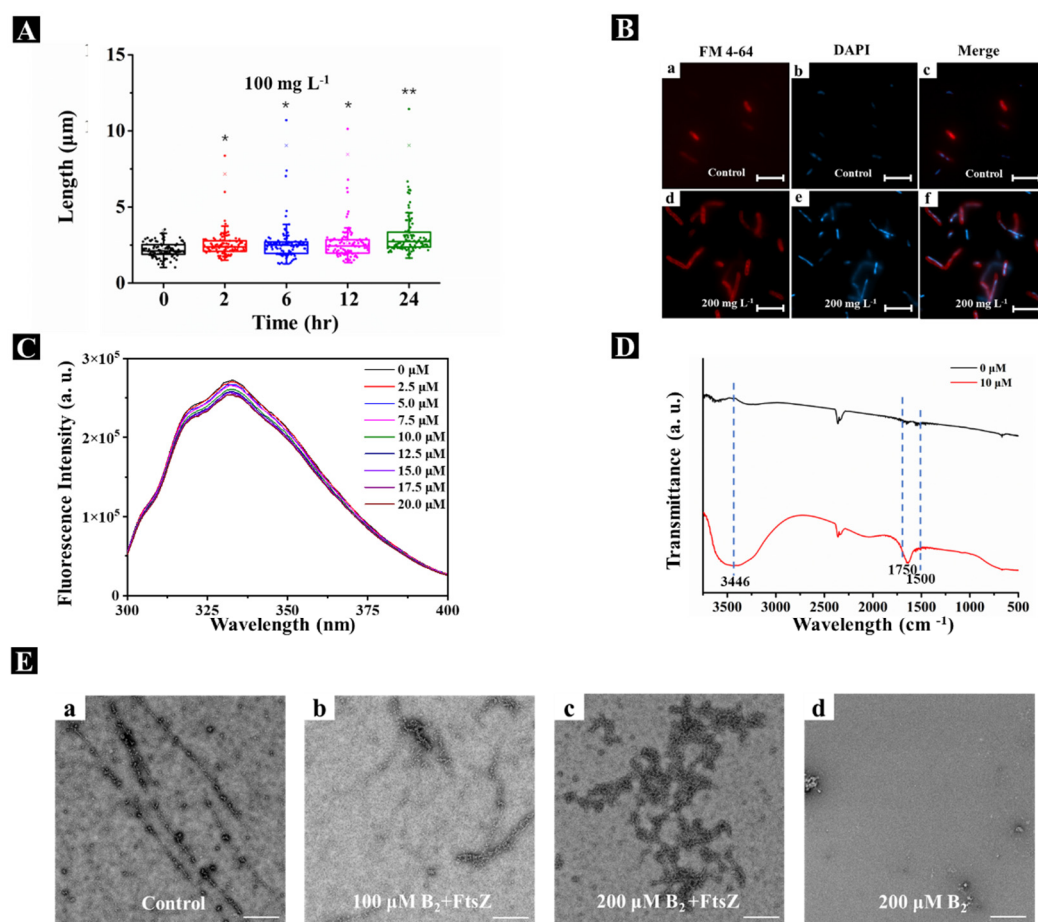 A
100 mg L-1
*
*
*
**
15
10
5
0
Length (μm)
0 2 6 12 24
Time (hr)
B
FM 4-64 DAPI Merge
a b c
Control Control Control
d e f
200 mg L-1 200 mg L-1 200 mg L-1
C
3×10⁵
2×10⁵
1×10⁵
Fluorescence Intensity (a. u.)
0 μM
2.5 μM
5.0 μM
7.5 μM
10.0 μM
12.5 μM
15.0 μM
17.5 μM
20.0 μM
300 325 350 375 400
Wavelength (nm)
D
Transmittance (a. u.)
0 μM
10 μM
3446
1750
1500
3500 3000 2500 2000 1500 1000 500
Wavelength (cm -1)
E
a b c d
Control 100 μM B2+FtsZ 200 μM B2+FtsZ 200 μM B2